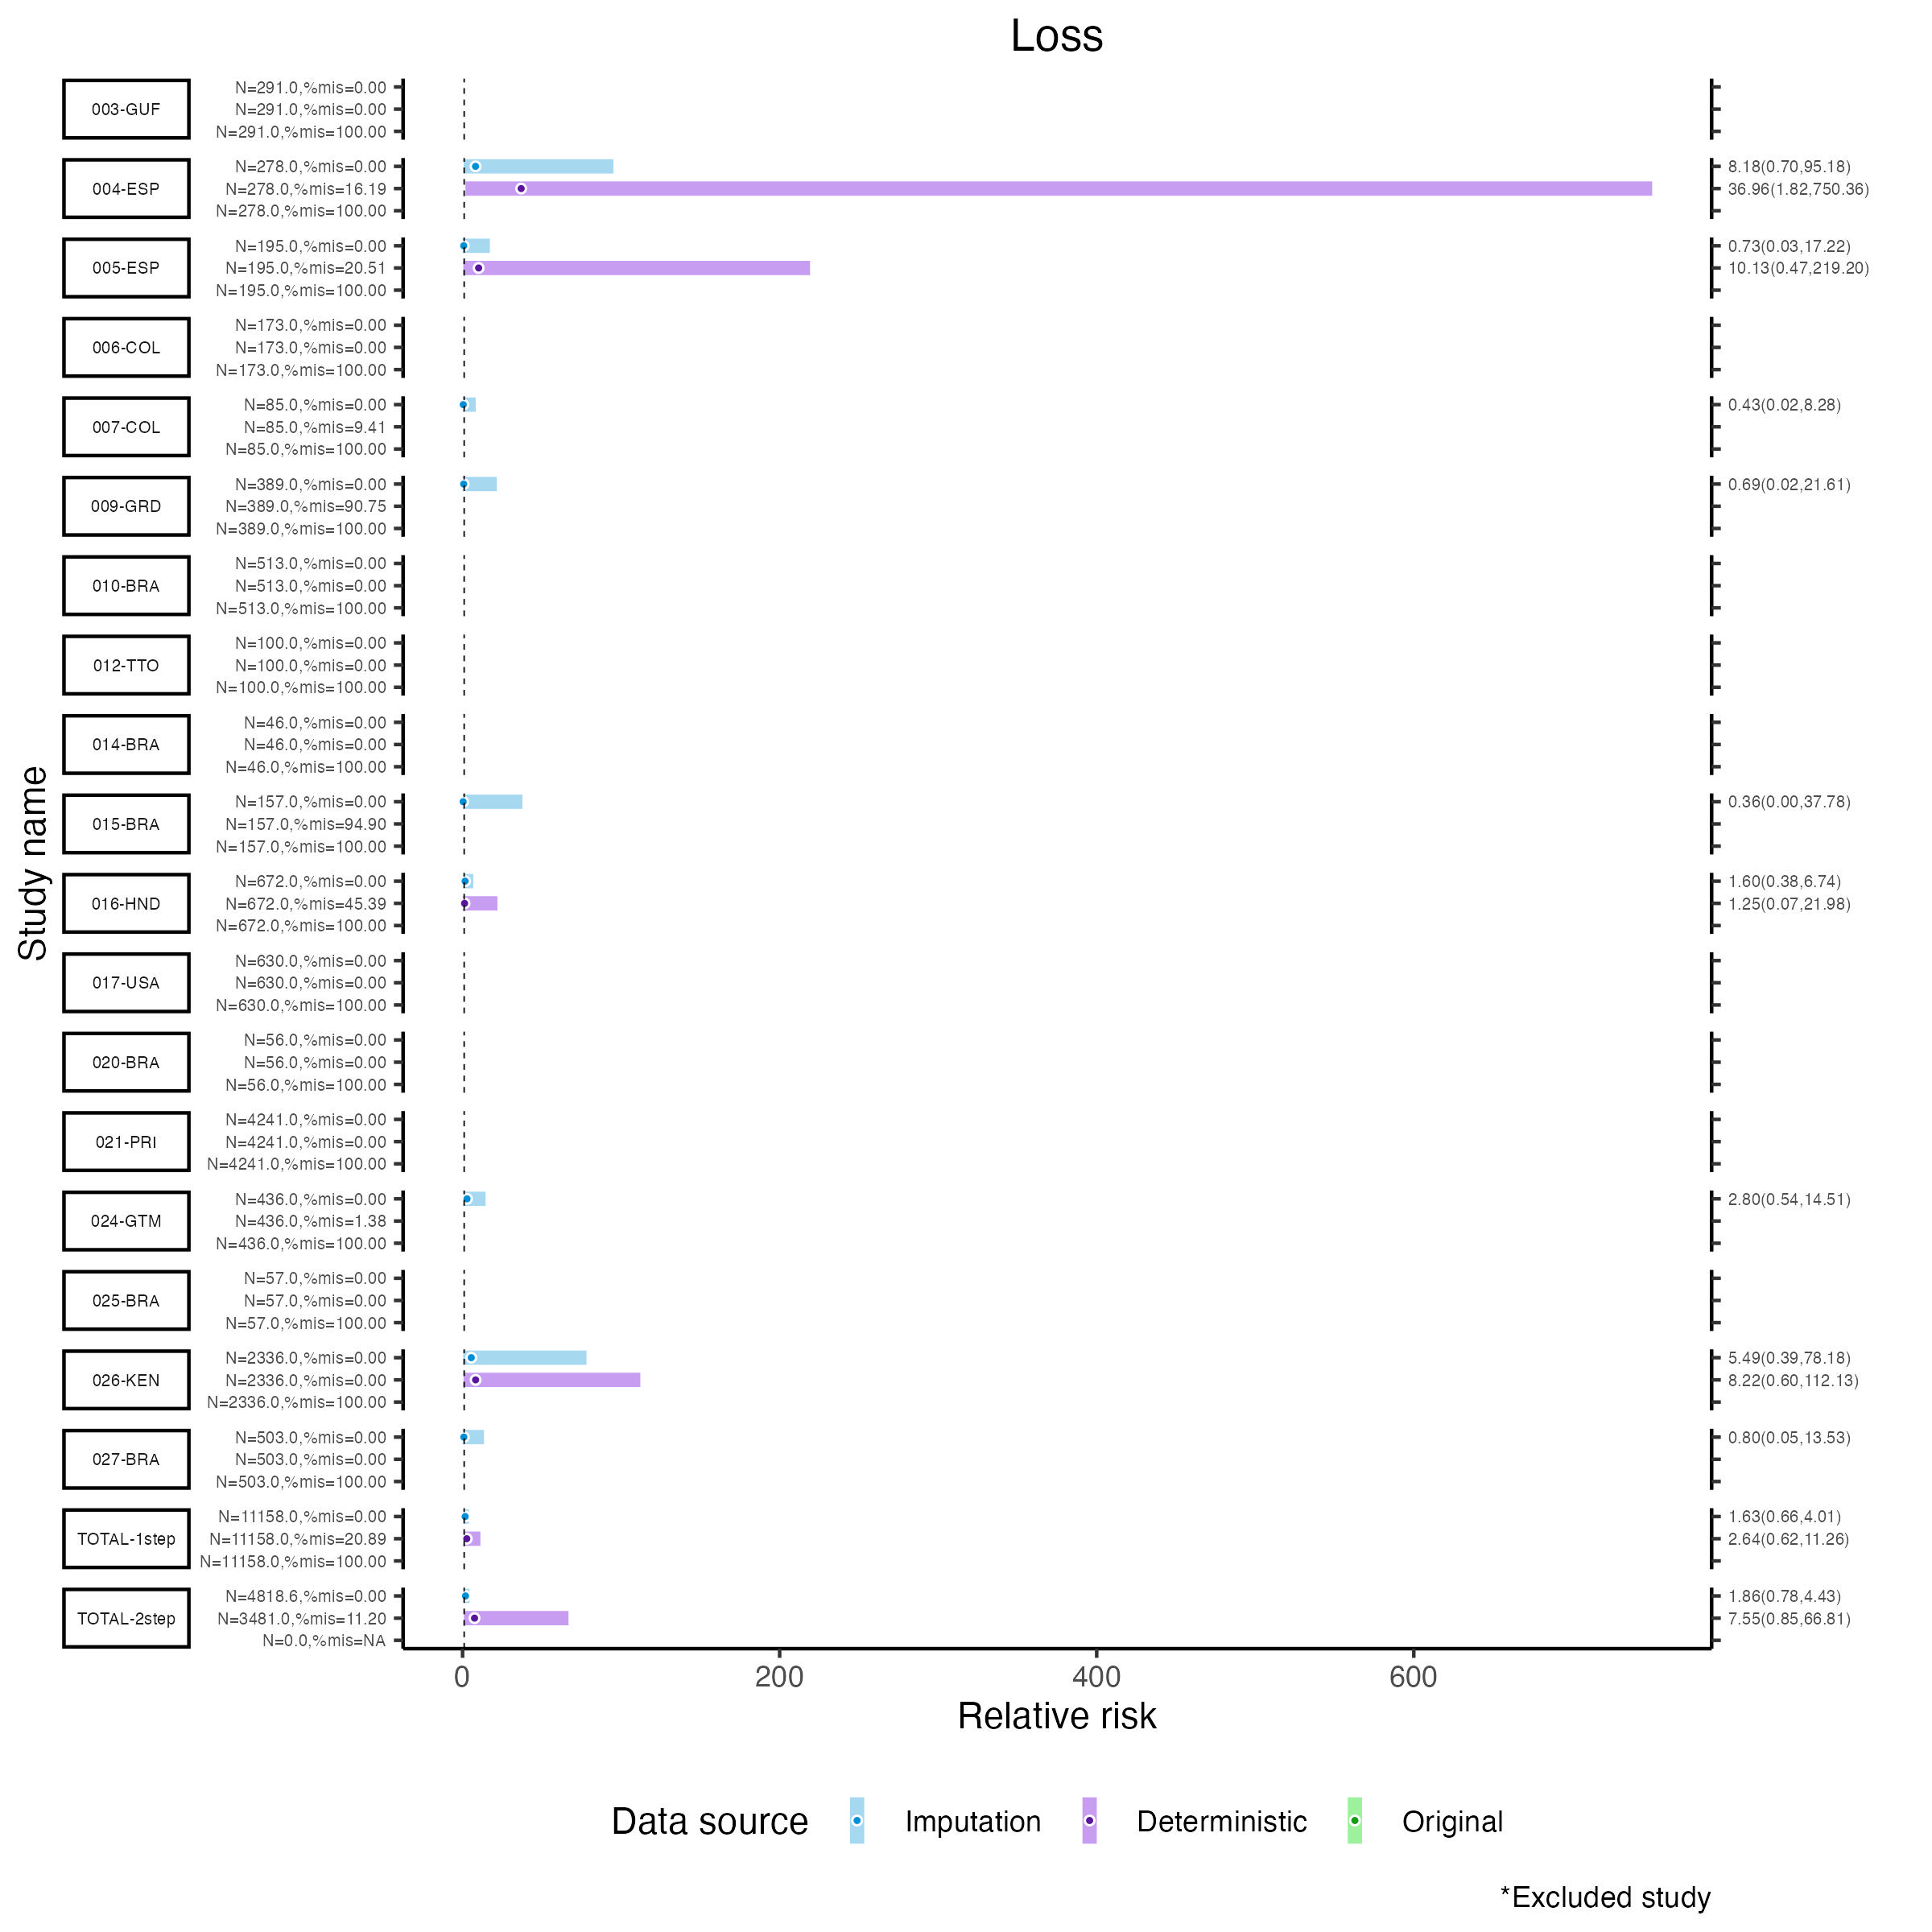 Loss
Study name
003-GUF
N=291.0,%mis=0.00
N=291.0,%mis=0.00
N=291.0,%mis=100.00
004-ESP
N=278.0,%mis=0.00 8.18(0.70,95.18)
N=278.0,%mis=16.19 36.96(1.82,750.36)
N=278.0,%mis=100.00
005-ESP
N=195.0,%mis=0.00 0.73(0.03,17.22)
N=195.0,%mis=20.51 10.13(0.47,219.20)
N=195.0,%mis=100.00
006-COL
N=173.0,%mis=0.00
N=173.0,%mis=0.00
N=173.0,%mis=100.00
007-COL
N=85.0,%mis=0.00 0.43(0.02,8.28)
N=85.0,%mis=9.41
N=85.0,%mis=100.00
009-GRD
N=389.0,%mis=0.00 0.69(0.02,21.61)
N=389.0,%mis=90.75
N=389.0,%mis=100.00
010-BRA
N=513.0,%mis=0.00
N=513.0,%mis=0.00
N=513.0,%mis=100.00
012-TTO
N=100.0,%mis=0.00
N=100.0,%mis=0.00
N=100.0,%mis=100.00
014-BRA
N=46.0,%mis=0.00
N=46.0,%mis=0.00
N=46.0,%mis=100.00
015-BRA
N=157.0,%mis=0.00 0.36(0.00,37.78)
N=157.0,%mis=94.90
N=157.0,%mis=100.00
016-HND
N=672.0,%mis=0.00 1.60(0.38,6.74)
N=672.0,%mis=45.39 1.25(0.07,21.98)
N=672.0,%mis=100.00
017-USA
N=630.0,%mis=0.00
N=630.0,%mis=0.00
N=630.0,%mis=100.00
020-BRA
N=56.0,%mis=0.00
N=56.0,%mis=0.00
N=56.0,%mis=100.00
021-PRI
N=4241.0,%mis=0.00
N=4241.0,%mis=0.00
N=4241.0,%mis=100.00
024-GTM
N=436.0,%mis=0.00 2.80(0.54,14.51)
N=436.0,%mis=1.38
N=436.0,%mis=100.00
025-BRA
N=57.0,%mis=0.00
N=57.0,%mis=0.00
N=57.0,%mis=100.00
026-KEN
N=2336.0,%mis=0.00 5.49(0.39,78.18)
N=2336.0,%mis=0.00 8.22(0.60,112.13)
N=2336.0,%mis=100.00
027-BRA
N=503.0,%mis=0.00 0.80(0.05,13.53)
N=503.0,%mis=0.00
N=503.0,%mis=100.00
TOTAL-1step
N=11158.0,%mis=0.00 1.63(0.66,4.01)
N=11158.0,%mis=20.89 2.64(0.62,11.26)
N=11158.0,%mis=100.00
TOTAL-2step
N=4818.6,%mis=0.00 1.86(0.78,4.43)
N=3481.0,%mis=11.20 7.55(0.85,66.81)
N=0.0,%mis=NA
0 200 400 600
Relative risk
Data source Imputation Deterministic Original
*Excluded study